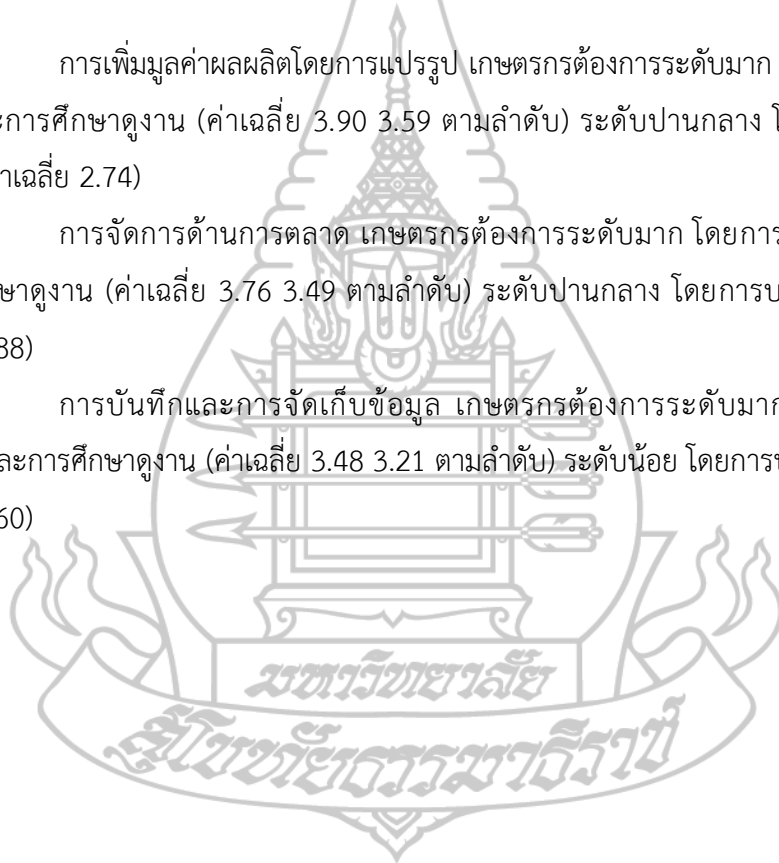 การเพิ่มมูลค่าผลผลิตโดยการแปรรูป เกษตรกรต้องการระดับมาก
ะการศึกษาดูงาน (ค่าเฉลี่ย 3.90 3.59 ตามลำดับ) ระดับปานกลาง โ
าเฉลี่ย 2.74)
การจัดการด้านการตลาด เกษตรกรต้องการระดับมาก โดยการ
ษาดูงาน (ค่าเฉลี่ย 3.76 3.49 ตามลำดับ) ระดับปานกลาง โดยการบ
88)
การบันทึกและการจัดเก็บข้อมูล เกษตรกรต้องการระดับมาก
ละการศึกษาดูงาน (ค่าเฉลี่ย 3.48 3.21 ตามลำดับ) ระดับน้อย โดยการบ
60)
มหาวิทยาลัย
สุโขทัยธรรมาธิราช